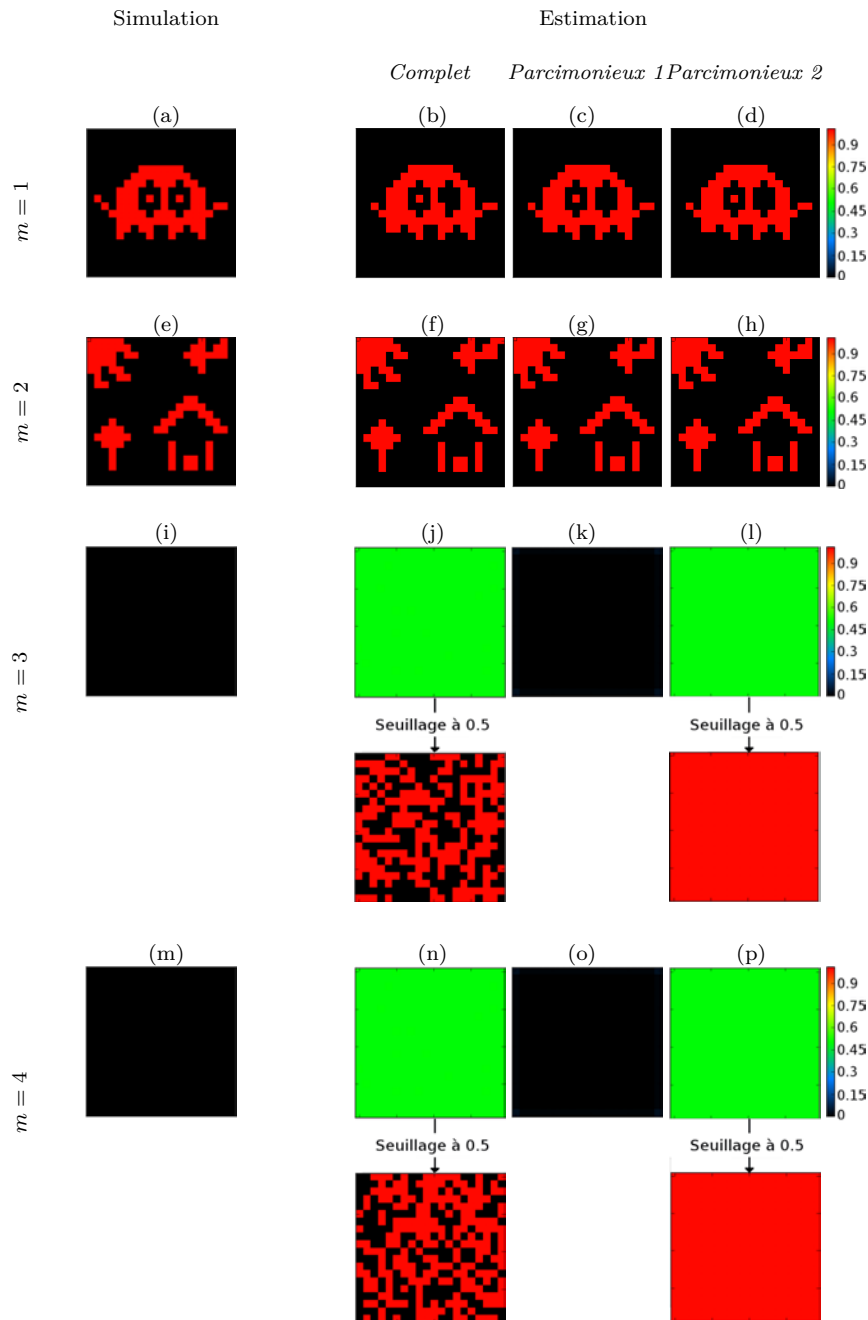 Simulation
Estimation
Complet
Parcimonieux 1
Parcimonieux 2
(a)
(b)
(c)
(d)
m = 1
0.9
0.75
0.6
0.45
0.3
0.15
0
(e)
(f)
(g)
(h)
m = 2
0.9
0.75
0.6
0.45
0.3
0.15
0
(i)
(j)
(k)
(l)
m = 3
0.9
0.75
0.6
0.45
0.3
0.15
0
Seuillage à 0.5
Seuillage à 0.5
(m)
(n)
(o)
(p)
m = 4
0.9
0.75
0.6
0.45
0.3
0.15
0
Seuillage à 0.5
Seuillage à 0.5